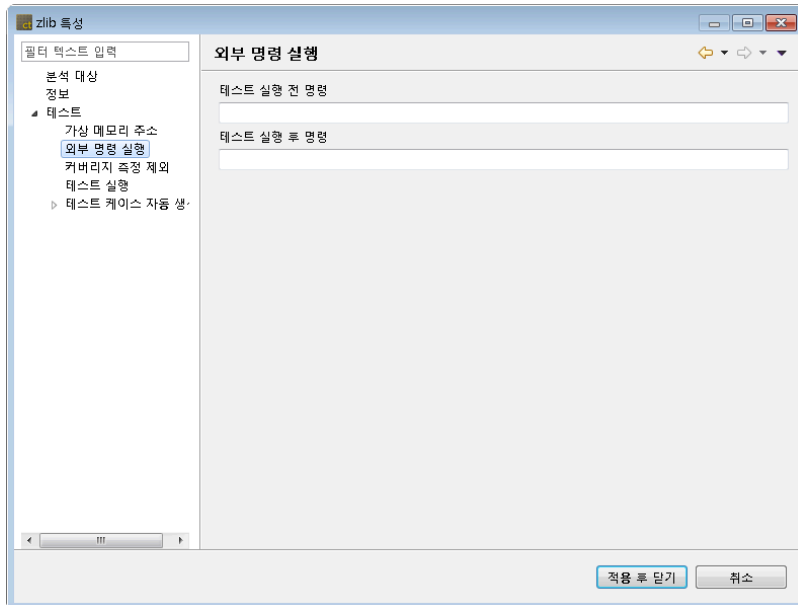 ct zlib 특성
필터 텍스트 입력
분석 대상
정보
테스트
가상 메모리 주소
외부 명령 실행
커버리지 측정 제외
테스트 실행
테스트 케이스 자동 생
외부 명령 실행
테스트 실행 전 명령
테스트 실행 후 명령
적용 후 닫기
취소